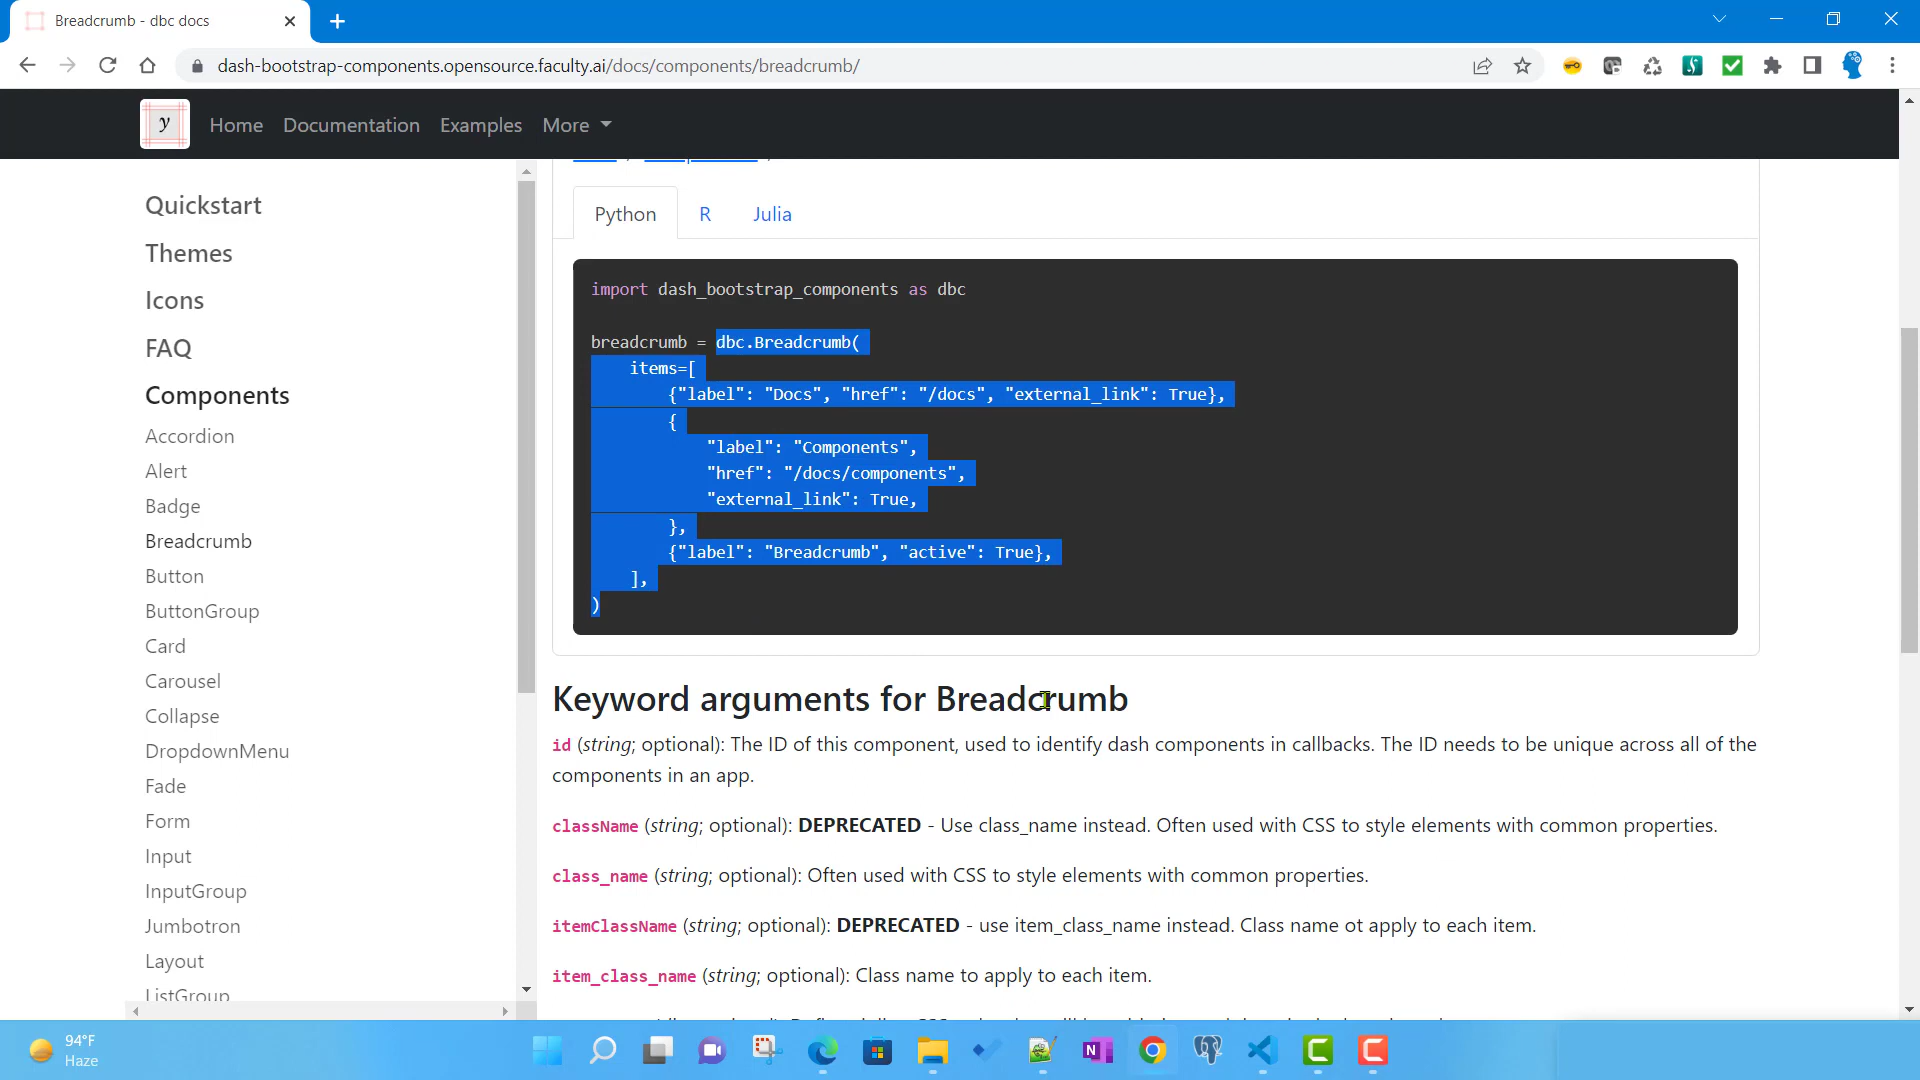 Breadcrumb - dbc docs
dash-bootstrap-components.opensource.faculty.ai/docs/components/breadcrumb/
Home Documentation Examples More
Quickstart
Themes
Icons
FAQ
Components
Accordion
Alert
Badge
Breadcrumb
Button
ButtonGroup
Card
Carousel
Collapse
DropdownMenu
Fade
Form
Input
InputGroup
Jumbotron
Layout
ListGroup
Python R Julia
import dash_bootstrap_components as dbc
breadcrumb = dbc.Breadcrumb(
items=[
{"label": "Docs", "href": "/docs", "external_link": True},
{
"label": "Components",
"href": "/docs/components",
"external_link": True,
},
{"label": "Breadcrumb", "active": True},
],
)
Keyword arguments for Breadcrumb
id (string; optional): The ID of this component, used to identify dash components in callbacks. The ID needs to be unique across all of the
components in an app.
className (string; optional): DEPRECATED - Use class_name instead. Often used with CSS to style elements with common properties.
class_name (string; optional): Often used with CSS to style elements with common properties.
itemClassName (string; optional): DEPRECATED - use item_class_name instead. Class name ot apply to each item.
item_class_name (string; optional): Class name to apply to each item.
94°F
Haze